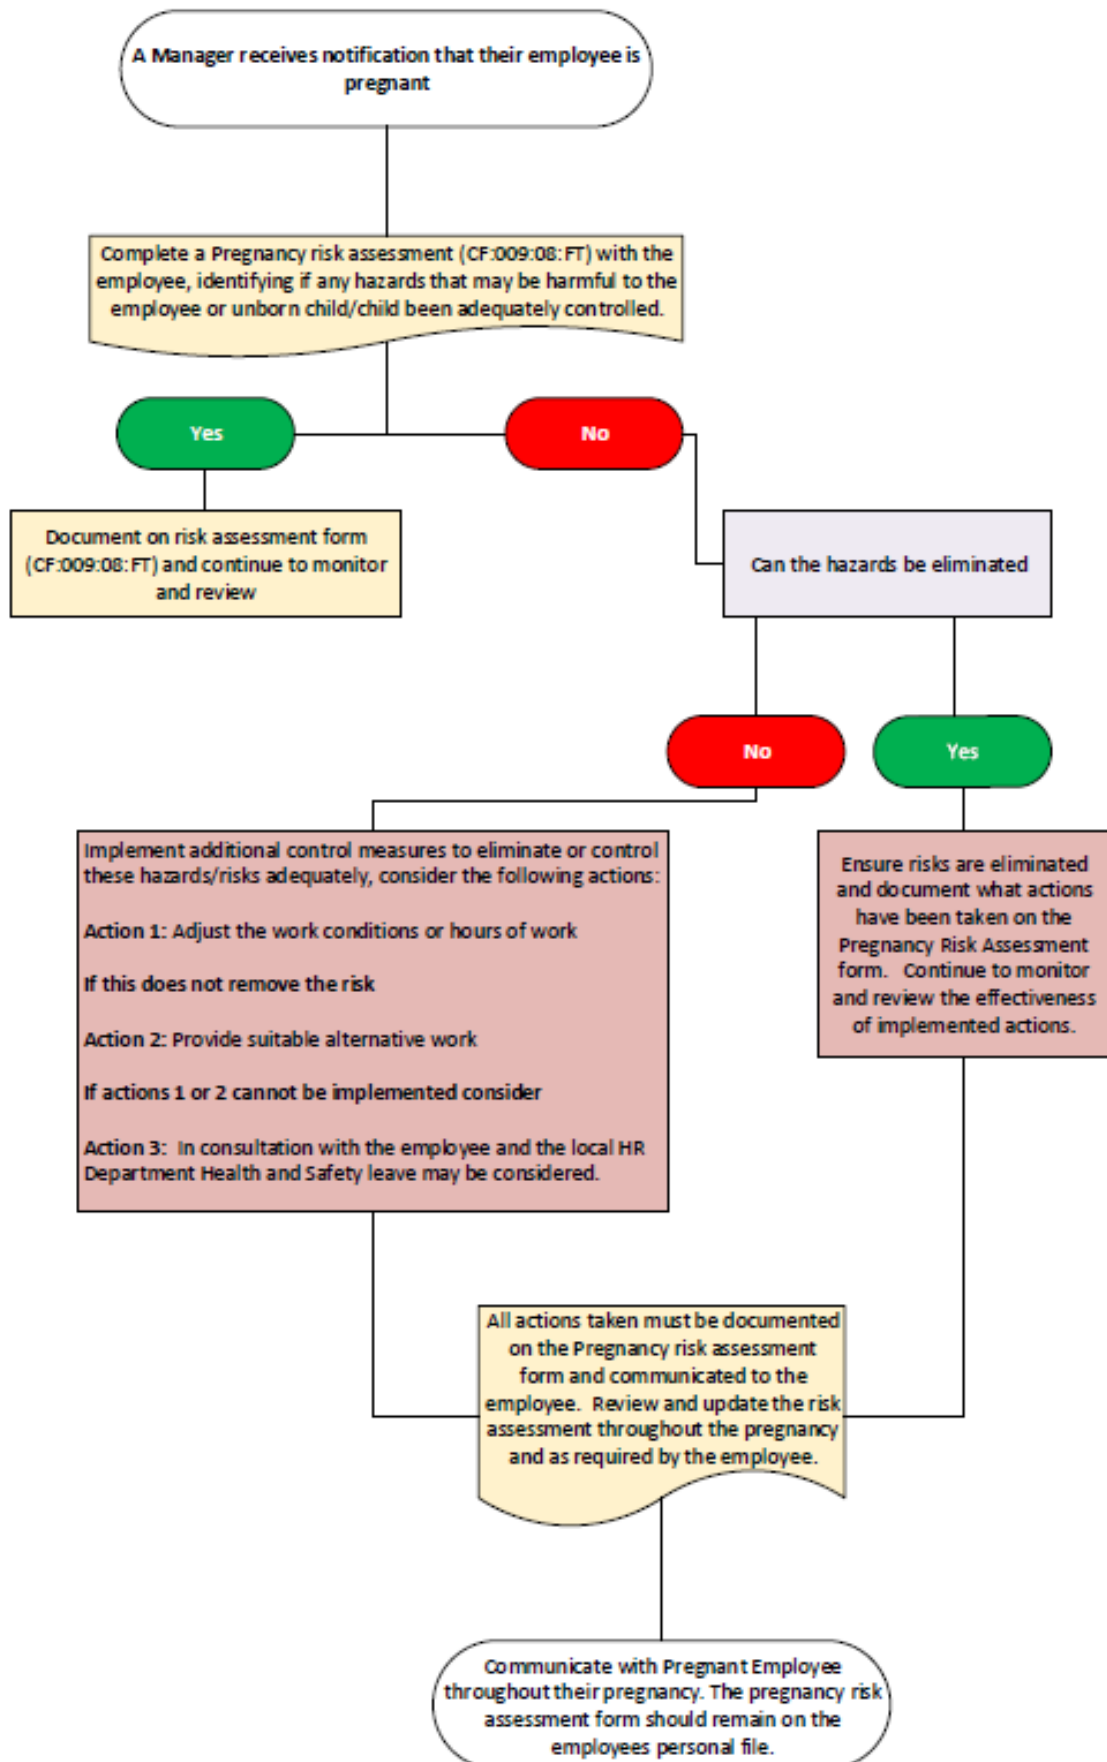 A Manager receives notification that their employee is
pregnant
Complete a Pregnancy risk assessment (CF:009:08:FT) with the
employee, identifying if any hazards that may be harmful to the
employee or unborn child/child been adequately controlled.
Yes
No
Document on risk assessment form
(CF:009:08:FT) and continue to monitor
and review
Can the hazards be eliminated
No
Yes
Implement additional control measures to eliminate or control
these hazards/risks adequately, consider the following actions:
Action 1: Adjust the work conditions or hours of work
If this does not remove the risk
Action 2: Provide suitable alternative work
If actions 1 or 2 cannot be implemented consider
Action 3: In consultation with the employee and the local HR
Department Health and Safety leave may be considered.
Ensure risks are eliminated
and document what actions
have been taken on the
Pregnancy Risk Assessment
form. Continue to monitor
and review the effectiveness
of implemented actions.
All actions taken must be documented
on the Pregnancy risk assessment
form and communicated to the
employee. Review and update the risk
assessment throughout the pregnancy
and as required by the employee.
Communicate with Pregnant Employee
throughout their pregnancy. The pregnancy risk
assessment form should remain on the
employees personal file.